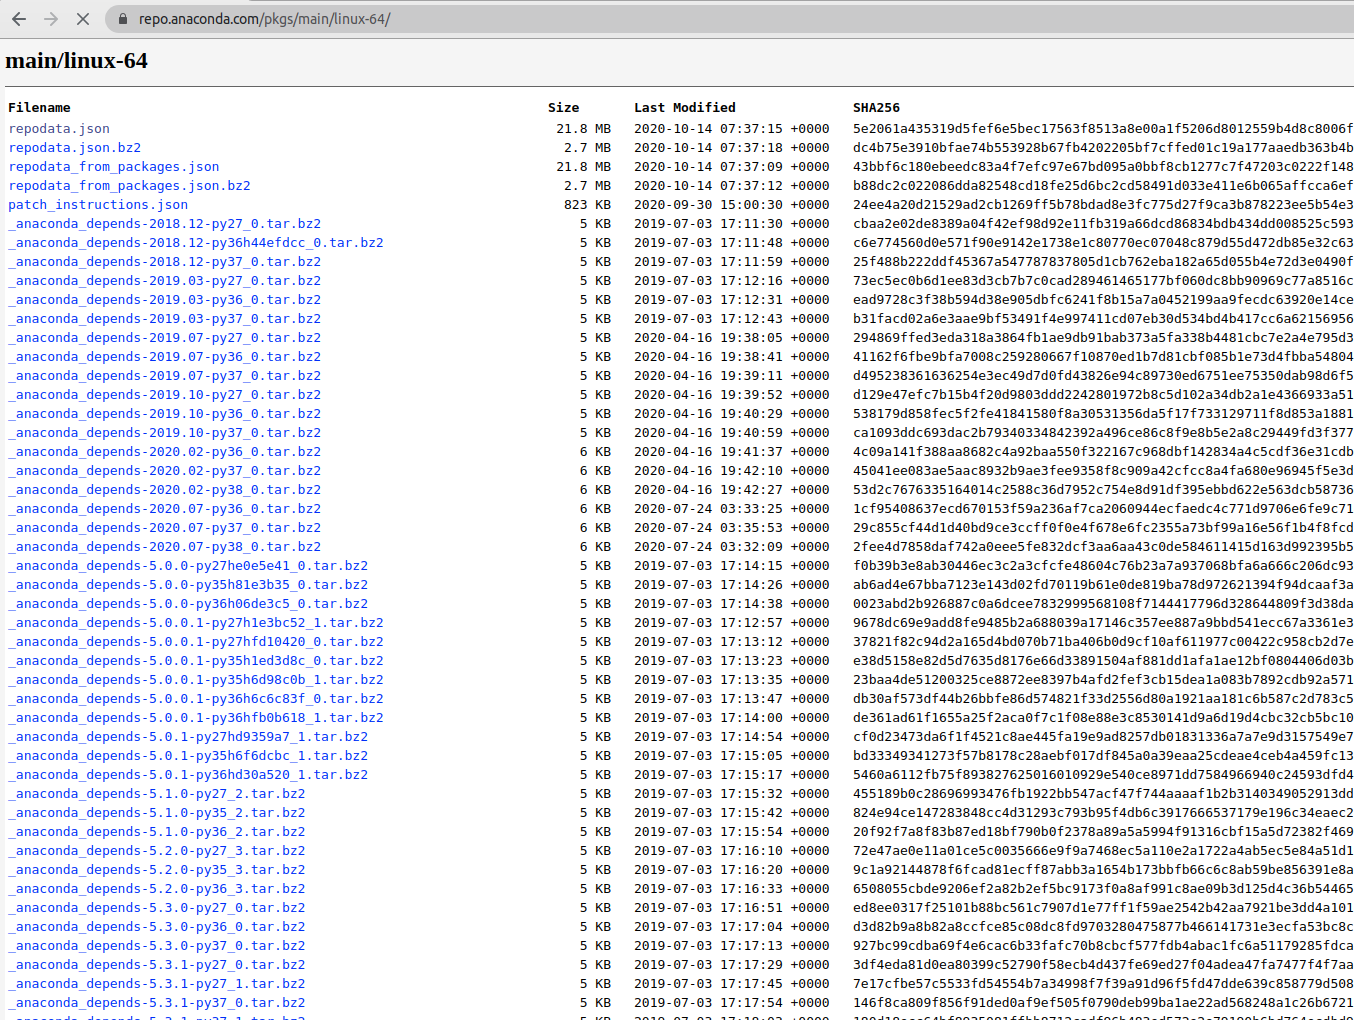 repo.anaconda.com/pkgs/main/linux-64/
main/linux-64
Filename Size Last Modified SHA256
repodata.json 21.8 MB 2020-10-14 07:37:15 +0000 5e2061a435319d5fef6e5bec17563f8513a8e00a1f5206d8012559b4d8c8006f
repodata.json.bz2 2.7 MB 2020-10-14 07:37:18 +0000 dc4b75e3910bfae74b553928b67fb4202205bf7cffed01c19a177aaedb363b4b
repodata_from_packages.json 21.8 MB 2020-10-14 07:37:09 +0000 43bbf6c180ebeedc83a4f7efc97e67bd095a0bbf8cb1277c7f47203c0222f148
repodata_from_packages.json.bz2 2.7 MB 2020-10-14 07:37:12 +0000 b88dc2c022086dda82548cd18fe25d6bc2cd58491d033e411e6b065affcca6ef
patch_instructions.json 823 KB 2020-09-30 15:00:30 +0000 24ee4a20d21529ad2cb1269ff5b78bdad8e3fc775d27f9ca3b878223ee5b54e3
_anaconda_depends-2018.12-py27_0.tar.bz2 5 KB 2019-07-03 17:11:30 +0000 cbaa2e02de8389a04f42ef98d92e11fb319a66dcd86834bdb434dd008525c593
_anaconda_depends-2018.12-py36h44efdcc_0.tar.bz2 5 KB 2019-07-03 17:11:48 +0000 c6e774560d0e571f90e9142e1738e1c80770ec07048c879d55d472db85e32c63
_anaconda_depends-2018.12-py37_0.tar.bz2 5 KB 2019-07-03 17:11:59 +0000 25f488b222ddf45367a547787837805d1cb762eba182a65d055b4e72d3e0490f
_anaconda_depends-2019.03-py27_0.tar.bz2 5 KB 2019-07-03 17:12:16 +0000 73ec5ec0b6d1ee83d3cb7b7c0cad289461465177bf060dc8bb90969c77a8516c
_anaconda_depends-2019.03-py36_0.tar.bz2 5 KB 2019-07-03 17:12:31 +0000 ead9728c3f38b594d38e905dbfc6241f8b15a7a0452199aa9fecdc63920e14ce
_anaconda_depends-2019.03-py37_0.tar.bz2 5 KB 2019-07-03 17:12:43 +0000 b31facd02a6e3aae9bf53491f4e997411cd07eb30d534bd4b417cc6a62156956
_anaconda_depends-2019.07-py27_0.tar.bz2 5 KB 2020-04-16 19:38:05 +0000 294869ffed3eda318a3864fb1ae9db91bab373a5fa338b4481cbc7e2a4e795d3
_anaconda_depends-2019.07-py36_0.tar.bz2 5 KB 2020-04-16 19:38:41 +0000 41162f6fbe9bfa7008c259280667f10870ed1b7d81cbf085b1e73d4fbba54804
_anaconda_depends-2019.07-py37_0.tar.bz2 5 KB 2020-04-16 19:39:11 +0000 d495238361636254e3ec49d7d0fd43826e94c89730ed6751ee75350dab98d6f5
_anaconda_depends-2019.10-py27_0.tar.bz2 5 KB 2020-04-16 19:39:52 +0000 d129e47efc7b15b4f20d9803ddd2242801972b8c5d102a34db2a1e4366933a51
_anaconda_depends-2019.10-py36_0.tar.bz2 5 KB 2020-04-16 19:40:29 +0000 538179d858fec5f2fe41841580f8a30531356da5f17f733129711f8d853a1881
_anaconda_depends-2019.10-py37_0.tar.bz2 5 KB 2020-04-16 19:40:59 +0000 ca1093ddc693dac2b79340334842392a496ce86c8f9e8b5e2a8c29449fd3f377
_anaconda_depends-2020.02-py36_0.tar.bz2 6 KB 2020-04-16 19:41:37 +0000 4c09a141f388aa8682c4a92baa550f322167c968dbf142834a4c5cdf36e31cdb
_anaconda_depends-2020.02-py37_0.tar.bz2 6 KB 2020-04-16 19:42:10 +0000 45041ee083ae5aac8932b9ae3fee9358f8c909a42cfcc8a4fa680e96945f5e3d
_anaconda_depends-2020.02-py38_0.tar.bz2 6 KB 2020-04-16 19:42:27 +0000 53d2c7676335164014c2588c36d7952c754e8d91df395ebbd622e563dcb58736
_anaconda_depends-2020.07-py36_0.tar.bz2 6 KB 2020-07-24 03:33:25 +0000 1cf95408637ecd670153f59a236af7ca2060944ecfaedc4c771d9706e6fe9c71
_anaconda_depends-2020.07-py37_0.tar.bz2 6 KB 2020-07-24 03:35:53 +0000 29c855cf44d1d40bd9ce3ccff0f0e4f678e6fc2355a73bf99a16e56f1b4f8fcd
_anaconda_depends-2020.07-py38_0.tar.bz2 6 KB 2020-07-24 03:32:09 +0000 2fee4d7858daf742a0eee5fe832dcf3aa6aa43c0de584611415d163d992395b5
_anaconda_depends-5.0.0-py27he0e5e41_0.tar.bz2 5 KB 2019-07-03 17:14:15 +0000 f0b39b3e8ab30446ec3c2a3cfcfe48604c76b23a7a937068bfa6a666c206dc93
_anaconda_depends-5.0.0-py35h81e3b35_0.tar.bz2 5 KB 2019-07-03 17:14:26 +0000 ab6ad4e67bba7123e143d02fd70119b61e0de819ba78d972621394f94dcaaf3a
_anaconda_depends-5.0.0-py36h06de3c5_0.tar.bz2 5 KB 2019-07-03 17:14:38 +0000 0023abd2b926887c0a6dcee7832999568108f7144417796d328644809f3d38da
_anaconda_depends-5.0.0.1-py27h1e3bc52_1.tar.bz2 5 KB 2019-07-03 17:12:57 +0000 9678dc69e9add8fe9485b2a688039a17146c357ee887a9bbd541ecc67a3361e3
_anaconda_depends-5.0.0.1-py27hfd10420_0.tar.bz2 5 KB 2019-07-03 17:13:12 +0000 37821f82c94d2a165d4bd070b71ba406b0d9cf10af611977c00422c958cb2d7e
_anaconda_depends-5.0.0.1-py35h1ed3d8c_0.tar.bz2 5 KB 2019-07-03 17:13:23 +0000 e38d5158e82d5d7635d8176e66d33891504af881dd1afa1ae12bf0804406d03b
_anaconda_depends-5.0.0.1-py35h6d98c0b_1.tar.bz2 5 KB 2019-07-03 17:13:35 +0000 23baa4de51200325ce8872ee8397b4afd2fef3cb15dea1a083b7892cdb92a571
_anaconda_depends-5.0.0.1-py36h6c6c83f_0.tar.bz2 5 KB 2019-07-03 17:13:47 +0000 db30af573df44b26bbfe86d574821f33d2556d80a1921aa181c6b587c2d783c5
_anaconda_depends-5.0.0.1-py36hfb0b618_1.tar.bz2 5 KB 2019-07-03 17:14:00 +0000 de361ad61f1655a25f2aca0f7c1f08e88e3c8530141d9a6d19d4cbc32cb5bc10
_anaconda_depends-5.0.1-py27hd9359a7_1.tar.bz2 5 KB 2019-07-03 17:14:54 +0000 cf0d23473da6f1f4521c8ae445fa19e9ad8257db01831336a7a7e9d3157549e7
_anaconda_depends-5.0.1-py35h6f6dcbc_1.tar.bz2 5 KB 2019-07-03 17:15:05 +0000 bd33349341273f57b8178c28aebf017df845a0a39eaa25cdeae4ceb4a459fc13
_anaconda_depends-5.0.1-py36hd30a520_1.tar.bz2 5 KB 2019-07-03 17:15:17 +0000 5460a6112fb75f893827625016010929e540ce8971dd7584966940c24593dfd4
_anaconda_depends-5.1.0-py27_2.tar.bz2 5 KB 2019-07-03 17:15:32 +0000 455189b0c28696993476fb1922bb547acf47f744aaaaf1b2b3140349052913dd
_anaconda_depends-5.1.0-py35_2.tar.bz2 5 KB 2019-07-03 17:15:42 +0000 824e94ce147283848cc4d31293c793b95f4db6c3917666537179e196c34eaec2
_anaconda_depends-5.1.0-py36_2.tar.bz2 5 KB 2019-07-03 17:15:54 +0000 20f92f7a8f83b87ed18bf790b0f2378a89a5a5994f91316cbf15a5d72382f469
_anaconda_depends-5.2.0-py27_3.tar.bz2 5 KB 2019-07-03 17:16:10 +0000 72e47ae0e11a01ce5c0035666e9f9a7468ec5a110e2a1722a4ab5ec5e84a51d1
_anaconda_depends-5.2.0-py35_3.tar.bz2 5 KB 2019-07-03 17:16:20 +0000 9c1a92144878f6fcad81ecff87abb3a1654b173bbfb66c6c8ab59be856391e8a
_anaconda_depends-5.2.0-py36_3.tar.bz2 5 KB 2019-07-03 17:16:33 +0000 6508055cbde9206ef2a82b2ef5bc9173f0a8af991c8ae09b3d125d4c36b54465
_anaconda_depends-5.3.0-py27_0.tar.bz2 5 KB 2019-07-03 17:16:51 +0000 ed8ee0317f25101b88bc561c7907d1e77ff1f59ae2542b42aa7921be3dd4a101
_anaconda_depends-5.3.0-py36_0.tar.bz2 5 KB 2019-07-03 17:17:04 +0000 d3d82b9a8b82a8ccfce85c08dc8fd9703280475877b466141731e3ecfa53bc8c
_anaconda_depends-5.3.0-py37_0.tar.bz2 5 KB 2019-07-03 17:17:13 +0000 927bc99cdba69f4e6cac6b33fafc70b8cbcf577fdb4abac1fc6a51179285fdca
_anaconda_depends-5.3.1-py27_0.tar.bz2 5 KB 2019-07-03 17:17:29 +0000 3df4eda81d0ea80399c52790f58ecb4d437fe69ed27f04adea47fa7477f4f7aa
_anaconda_depends-5.3.1-py27_1.tar.bz2 5 KB 2019-07-03 17:17:45 +0000 7e17cfbe57c5533fd54554b7a34998f7f39a91d96f5fd47dde639c858779d508
_anaconda_depends-5.3.1-py37_0.tar.bz2 5 KB 2019-07-03 17:17:54 +0000 146f8ca809f856f91ded0af9ef505f0790deb99ba1ae22ad568248a1c26b6721